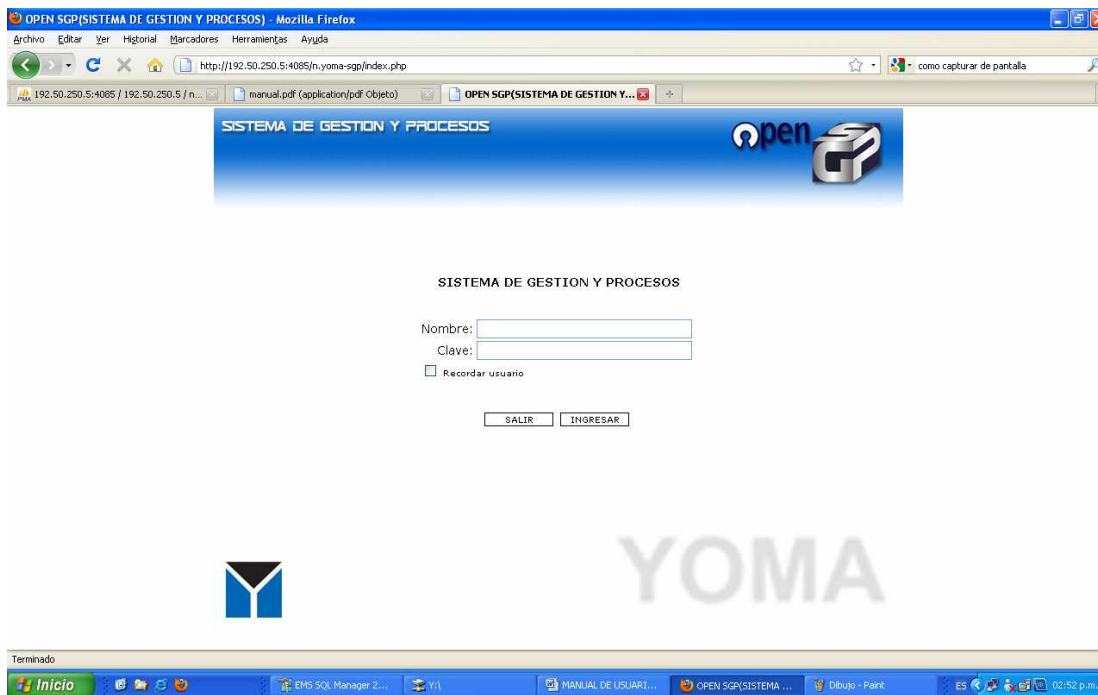 OPEN SGP(SISTEMA DE GESTION Y PROCESOS) - Mozilla Firefox
Archivo Editar Ver Historial Marcadores Herramientas Ayuda
http://192.50.250.5:4085/n.yoma-sgp/index.php
como capturar de pantalla
192.50.250.5:4085 / 192.50.250.5 / n...
manual.pdf (application/pdf Objeto)
OPEN SGP(SISTEMA DE GESTION Y...
SISTEMA DE GESTION Y PROCESOS
open SGP
SISTEMA DE GESTION Y PROCESOS
Nombre:
Clave:
Recordar usuario
SALIR INGRESAR
YOMA
Terminado
Inicio
EMS SQL Manager 2...
Y:\
MANUAL DE USUARI...
OPEN SGP(SISTEMA ...
Dibujo - Paint
ES
02:52 p.m.